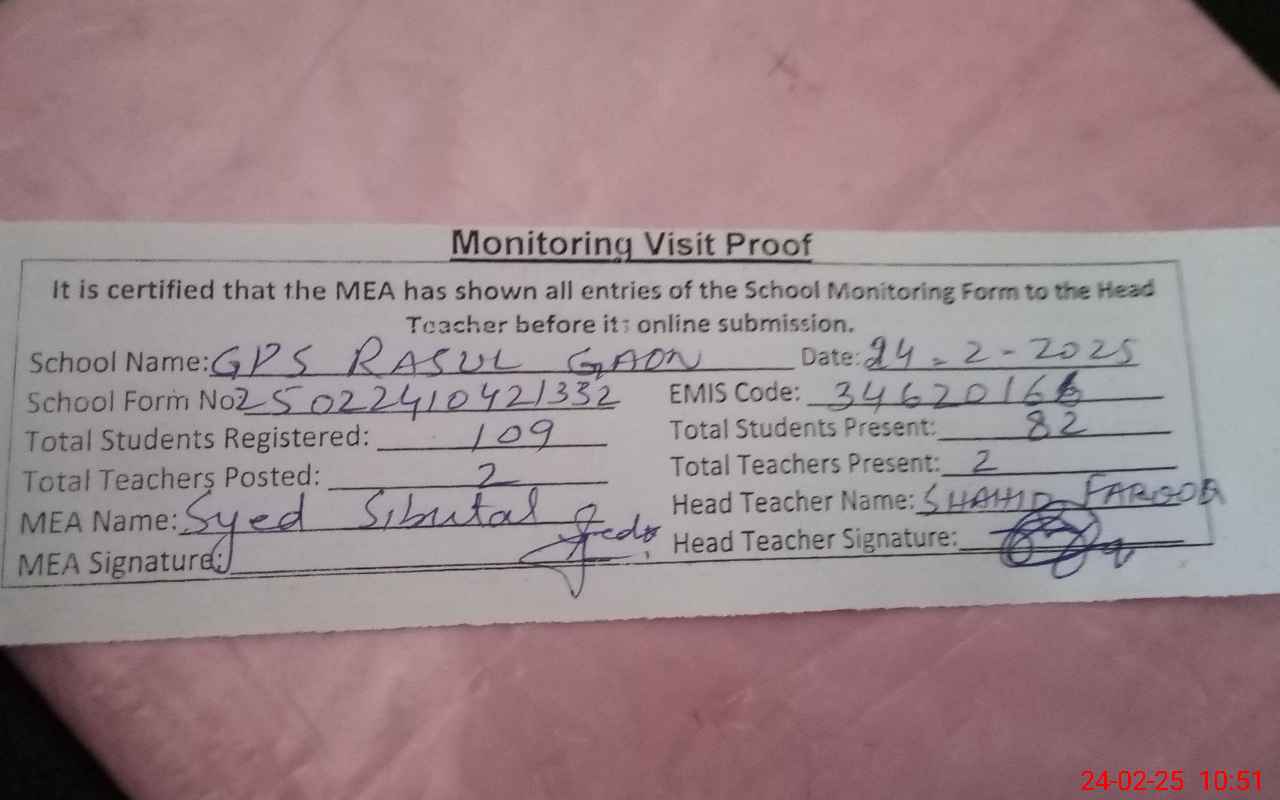 Monitoring Visit Proof
It is certified that the MEA has shown all entries of the School Monitoring Form to the Head
Teacher before its online submission.
School Name: GPS RASUL GAON Date: 24-2-2025
School Form No 25022410421332 EMIS Code: 34620166
Total Students Registered: 109 Total Students Present: 82
Total Teachers Posted: 2 Total Teachers Present: 2
MEA Name: Syed Sibutal Head Teacher Name: SHAHID FAROOQ
MEA Signature: Head Teacher Signature:
24-02-25 10:51